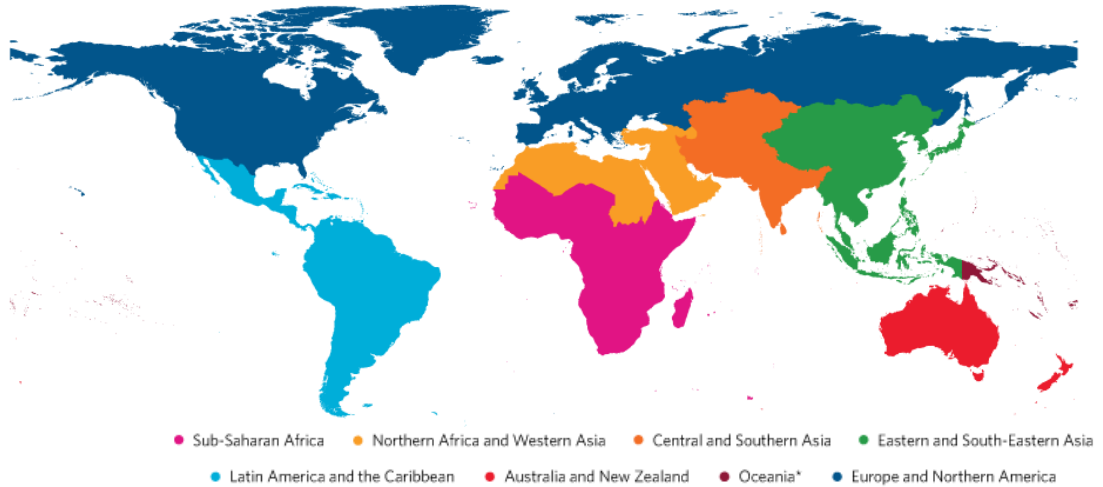 Sub-Saharan Africa Northern Africa and Western Asia Central and Southern Asia Eastern and South-Eastern Asia
Latin America and the Caribbean Australia and New Zealand Oceania* Europe and Northern America